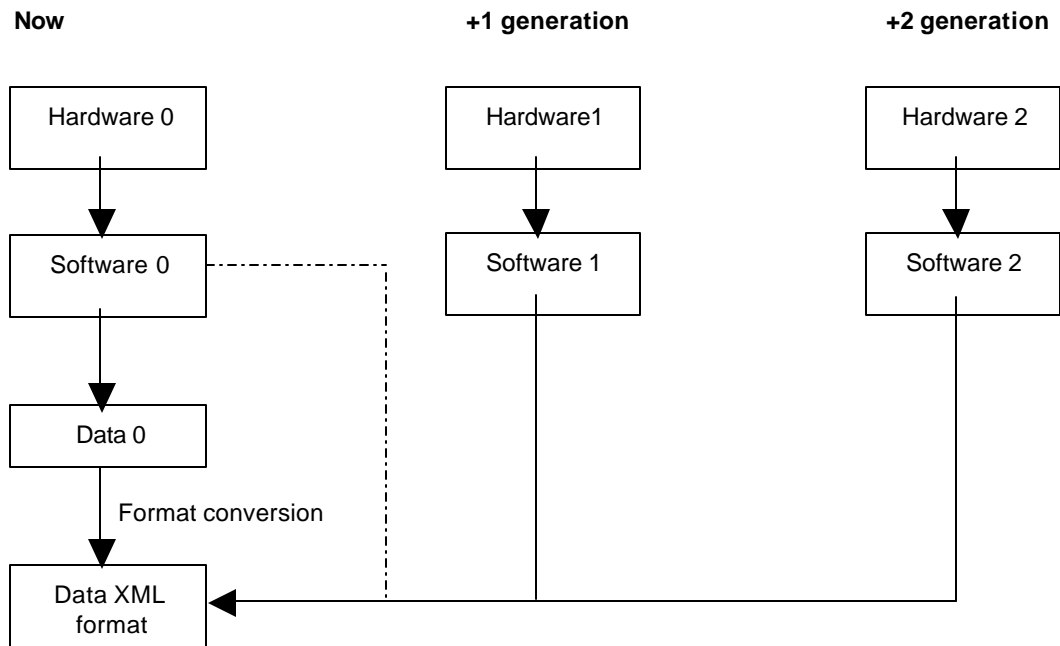 Now +1 generation +2 generation
Hardware 0 Hardware1 Hardware 2
Software 0 Software 1 Software 2
Data 0
Format conversion
Data XML
format